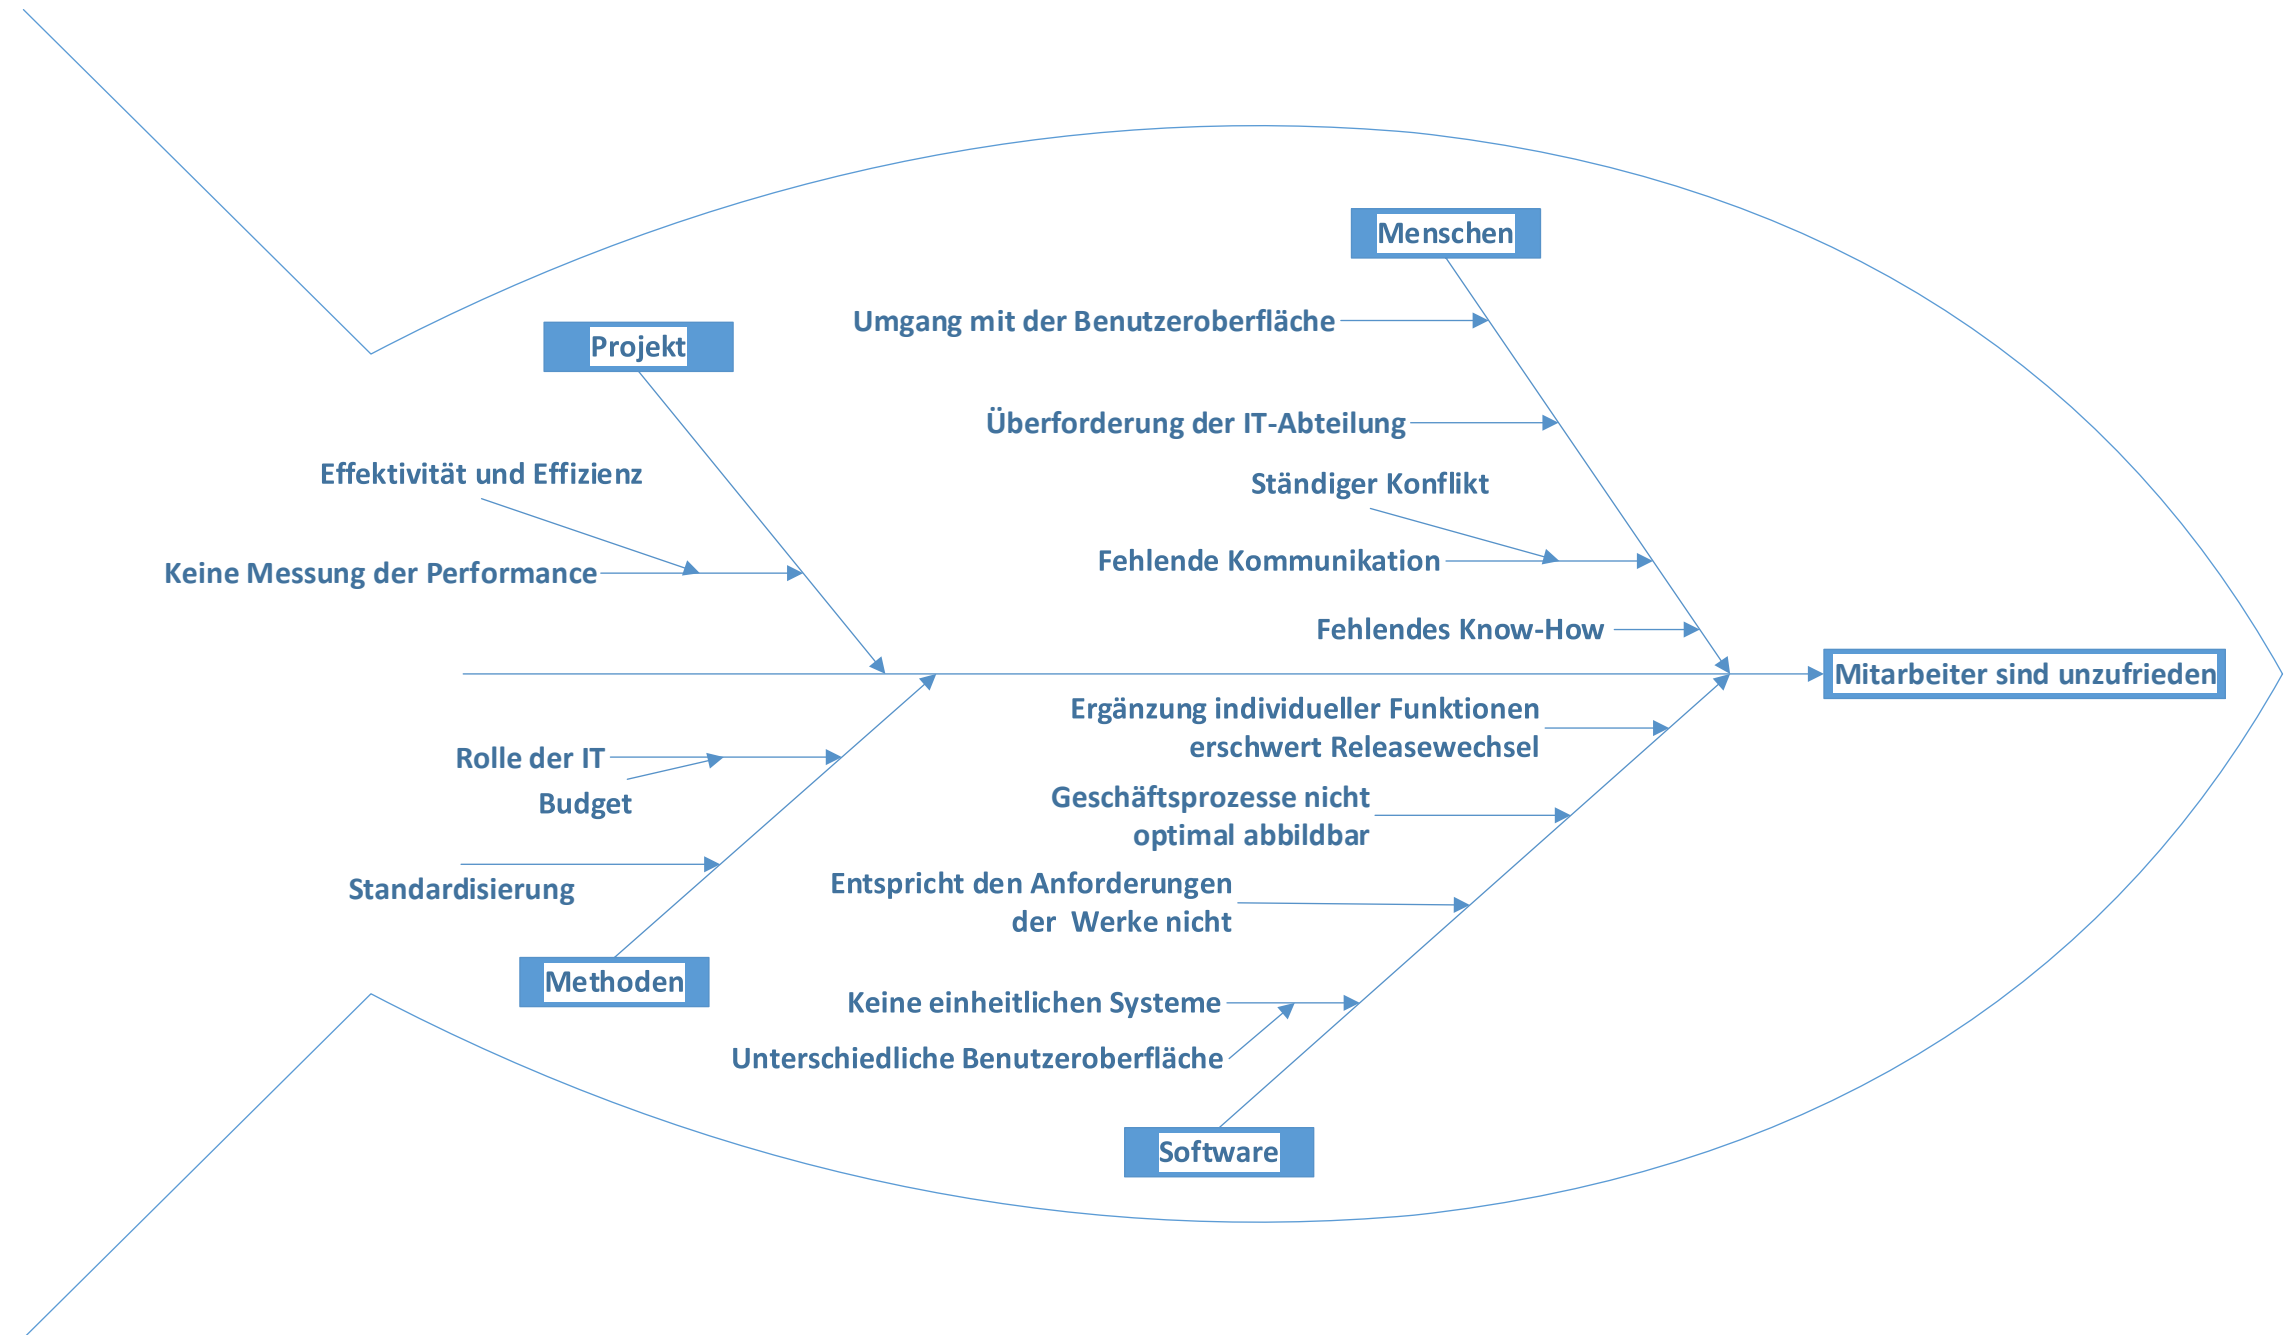 Menschen
Umgang mit der Benutzeroberfläche
Projekt
Überforderung der IT-Abteilung
Effektivität und Effizienz
Ständiger Konflikt
Fehlende Kommunikation
Keine Messung der Performance
Fehlendes Know-How
Mitarbeiter sind unzufrieden
Ergänzung individueller Funktionen
erschwert Releasewechsel
Rolle der IT
Budget
Geschäftsprozesse nicht
optimal abbildbar
Standardisierung
Entspricht den Anforderungen
der  Werke nicht
Methoden
Keine einheitlichen Systeme
Unterschiedliche Benutzeroberfläche
Software